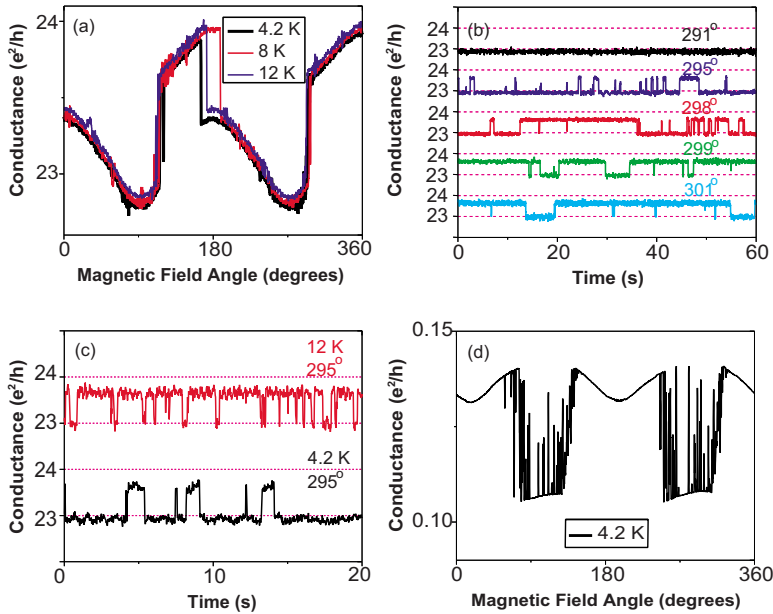 (a)
4.2 K
8 K
12 K
24
23
Conductance (e²/h)
0
180
360
Magnetic Field Angle (degrees)
(b)
291°
295°
298°
299°
301°
24
23
24
23
24
23
24
23
24
23
Conductance (e²/h)
0
20
40
60
Time (s)
(c)
12 K
295°
4.2 K
295°
24
23
24
23
Conductance (e²/h)
0
10
20
Time (s)
(d)
4.2 K
0.15
0.10
Conductance (e²/h)
0
180
360
Magnetic Field Angle (degrees)